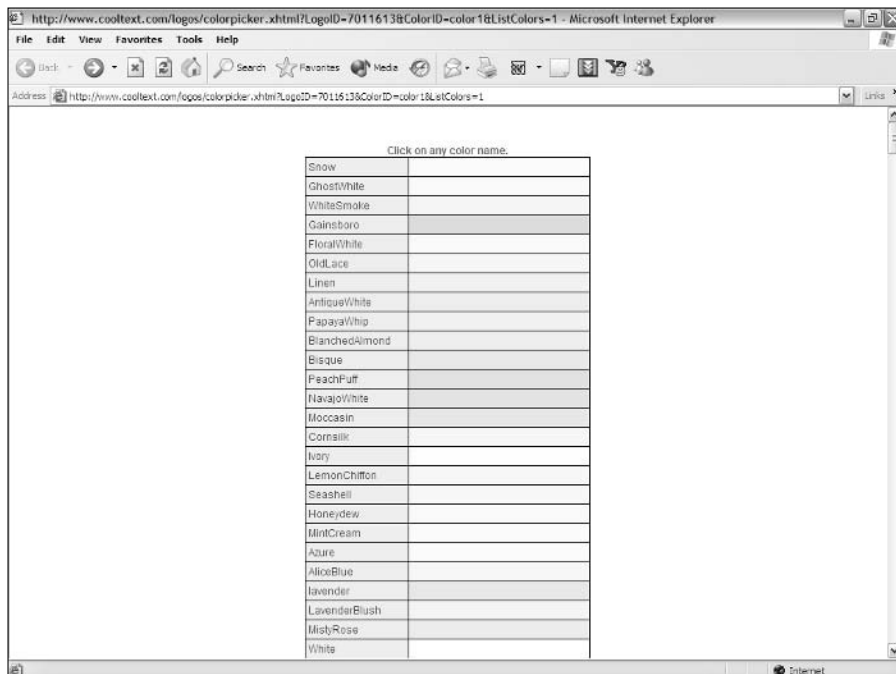 http://www.cooltext.com/logos/colorpicker.xhtml?LogoID=7011613&ColorID=color1&ListColors=1 - Microsoft Internet Explorer
File Edit View Favorites Tools Help
Back Search Favorites Media
Address http://www.cooltext.com/logos/colorpicker.xhtml?LogoID=7011613&ColorID=color1&ListColors=1 Links
Click on any color name.
Snow
GhostWhite
WhiteSmoke
Gainsboro
FloralWhite
OldLace
Linen
AntiqueWhite
PapayaWhip
BlanchedAlmond
Bisque
PeachPuff
NavajoWhite
Moccasin
Cornsilk
Ivory
LemonChiffon
Seashell
Honeydew
MintCream
Azure
AliceBlue
lavender
LavenderBlush
MistyRose
White
Internet